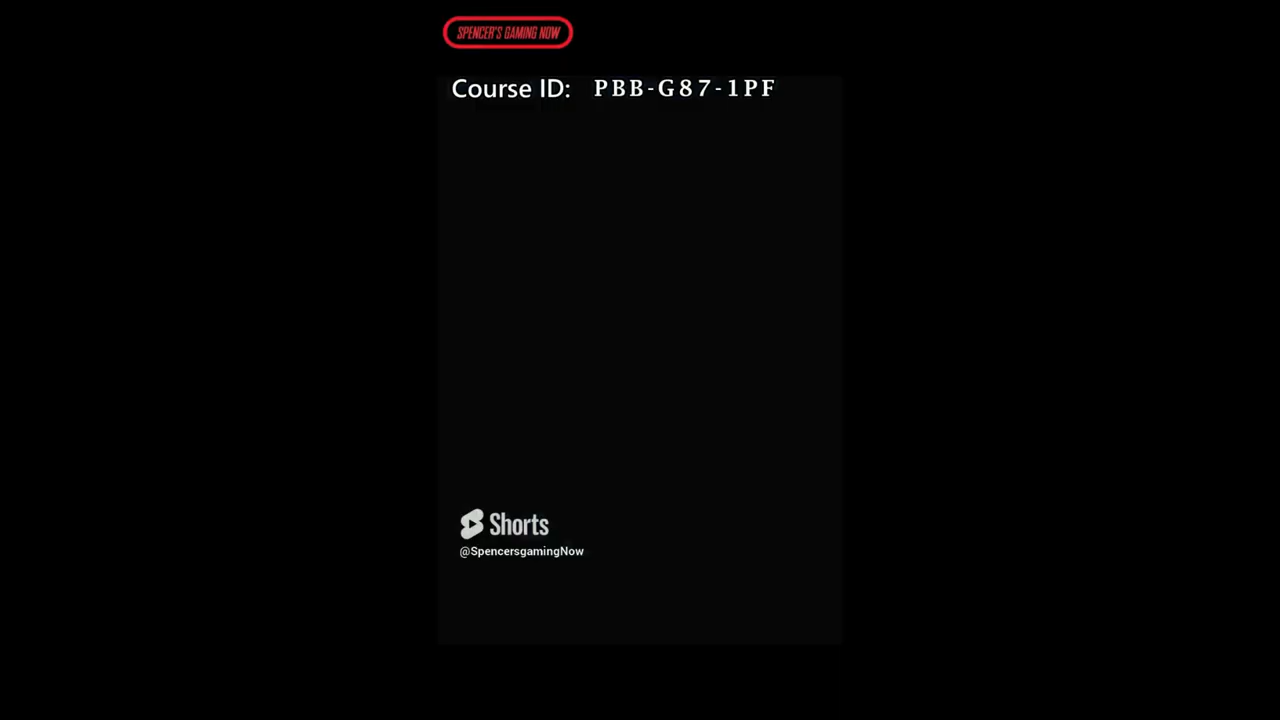 SPENCER'S GAMING NOW
Course ID: PBB-G87-1PF
Shorts
@SpencersgamingNow